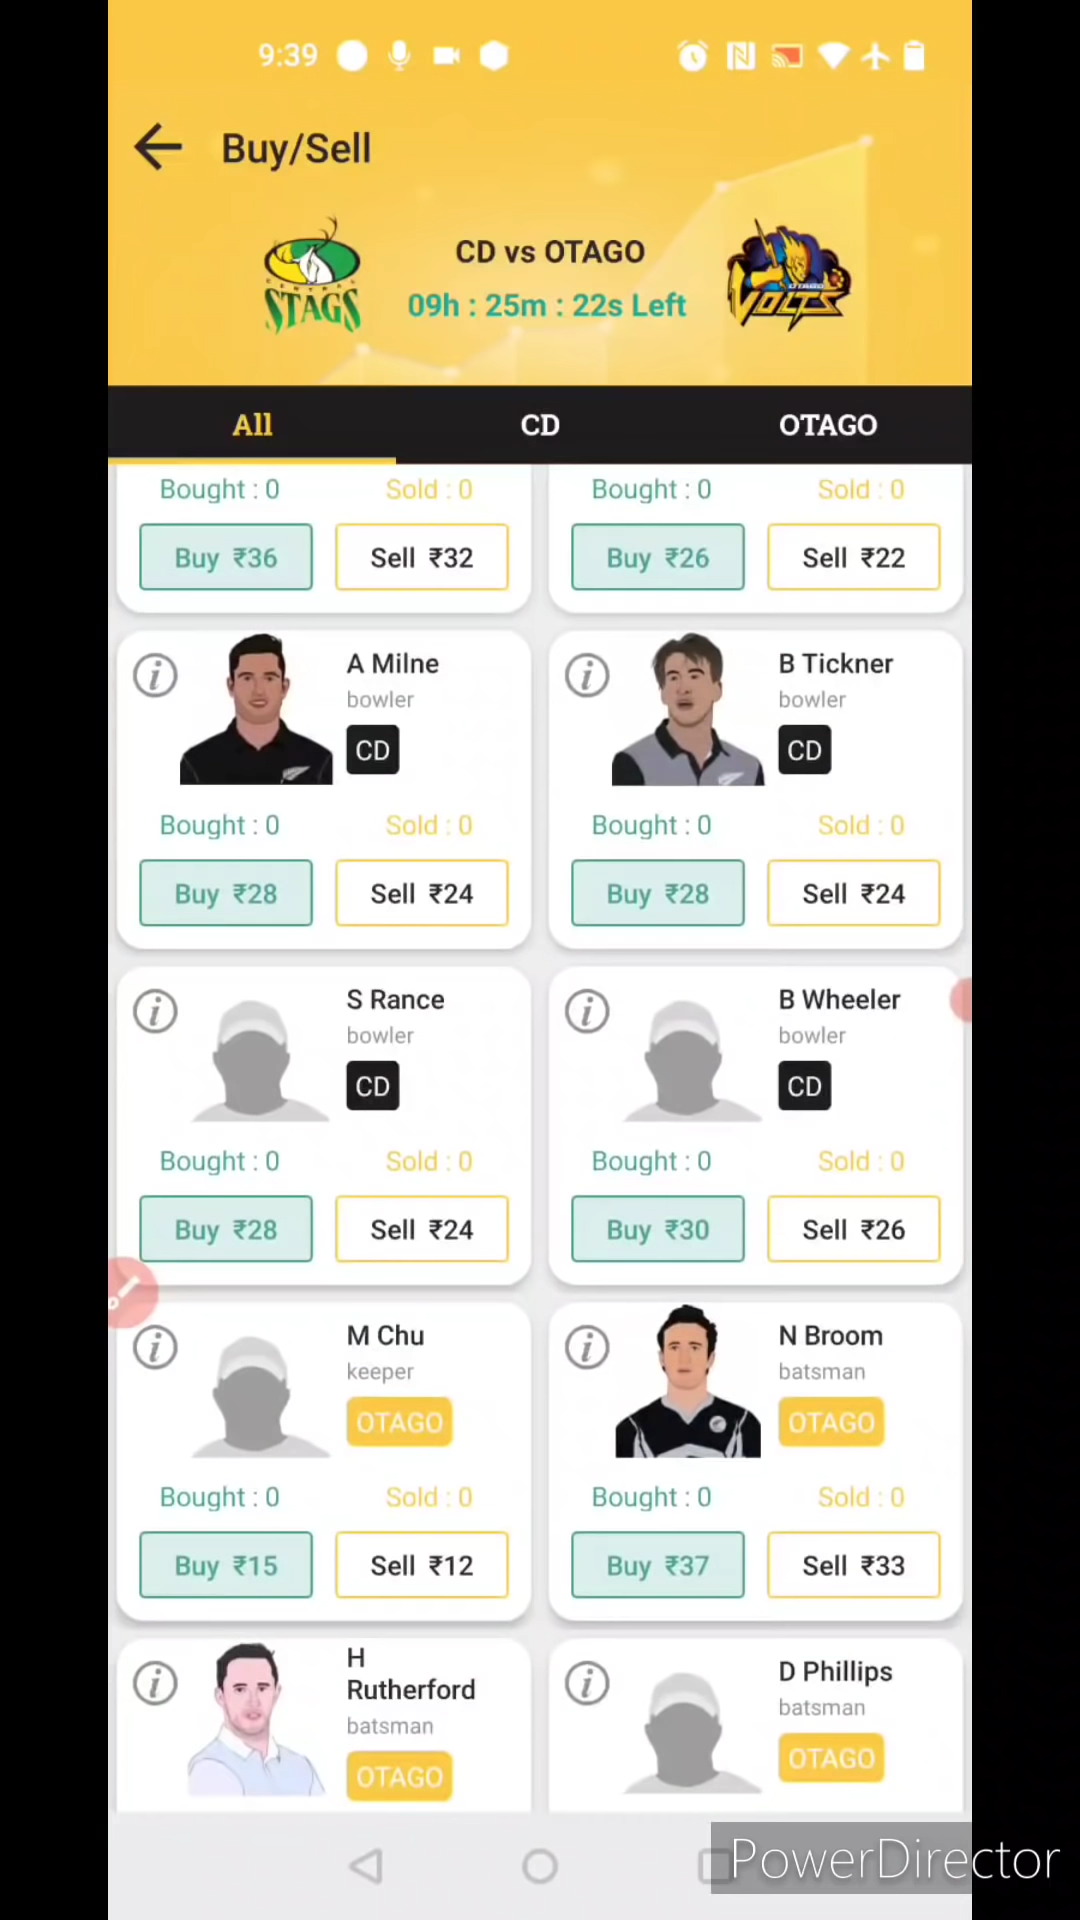 9:39
Buy/Sell
CD vs OTAGO
09h : 25m : 22s Left
CENTRAL
STAGS
OTAGO
VOLTS
All CD OTAGO
Bought : 0 Sold : 0 Bought : 0 Sold : 0
Buy ₹36 Sell ₹32 Buy ₹26 Sell ₹22
A Milne B Tickner
bowler bowler
CD CD
Bought : 0 Sold : 0 Bought : 0 Sold : 0
Buy ₹28 Sell ₹24 Buy ₹28 Sell ₹24
S Rance B Wheeler
bowler bowler
CD CD
Bought : 0 Sold : 0 Bought : 0 Sold : 0
Buy ₹28 Sell ₹24 Buy ₹30 Sell ₹26
M Chu N Broom
keeper batsman
OTAGO OTAGO
Bought : 0 Sold : 0 Bought : 0 Sold : 0
Buy ₹15 Sell ₹12 Buy ₹37 Sell ₹33
H
Rutherford D Phillips
batsman batsman
OTAGO OTAGO
PowerDirector